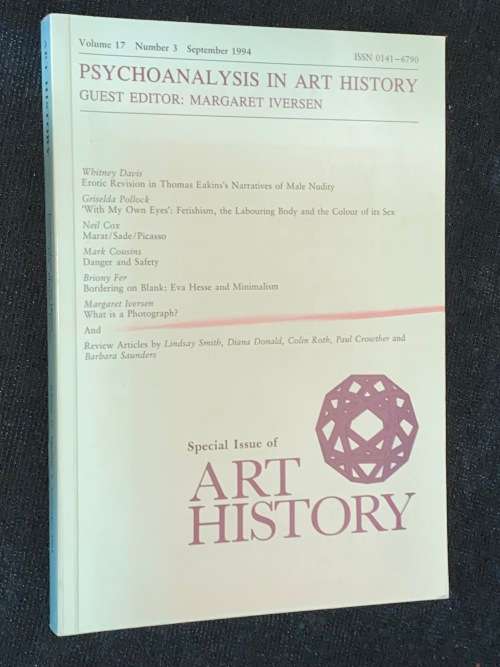 Volume 17 Number 3 September 1994
ISSN 0141–6790
PSYCHOANALYSIS IN ART HISTORY
GUEST EDITOR: MARGARET IVERSEN
Whitney Davis
Erotic Revision in Thomas Eakins's Narratives of Male Nudity
Griselda Pollock
'With My Own Eyes': Fetishism, the Labouring Body and the Colour of its Sex
Neil Cox
Marat/Sade/Picasso
Mark Cousins
Danger and Safety
Briony Fer
Bordering on Blank: Eva Hesse and Minimalism
Margaret Iversen
What is a Photograph?
And
Review Articles by Lindsay Smith, Diana Donald, Colin Roth, Paul Crowther and
Barbara Saunders
Special Issue of
ART
HISTORY
ART HISTORY